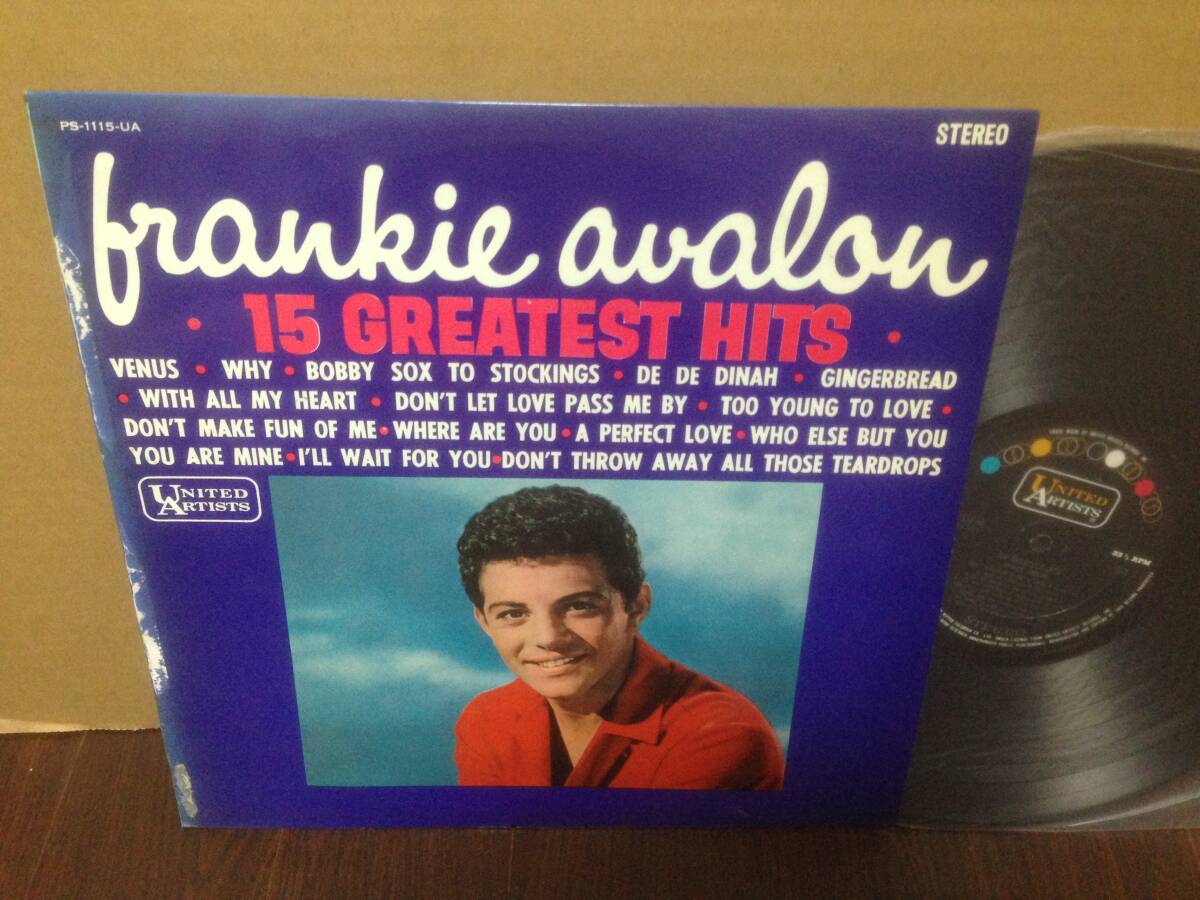 PS-1115-UA
STEREO
frankie avalon
• 15 GREATEST HITS •
VENUS • WHY • BOBBY SOX TO STOCKINGS • DE DE DINAH • GINGERBREAD
• WITH ALL MY HEART • DON'T LET LOVE PASS ME BY • TOO YOUNG TO LOVE •
DON'T MAKE FUN OF ME • WHERE ARE YOU • A PERFECT LOVE • WHO ELSE BUT YOU
YOU ARE MINE • I'LL WAIT FOR YOU • DON'T THROW AWAY ALL THOSE TEARDROPS
UNITED
ARTISTS
UNITED
ARTISTS
33⅓ RPM